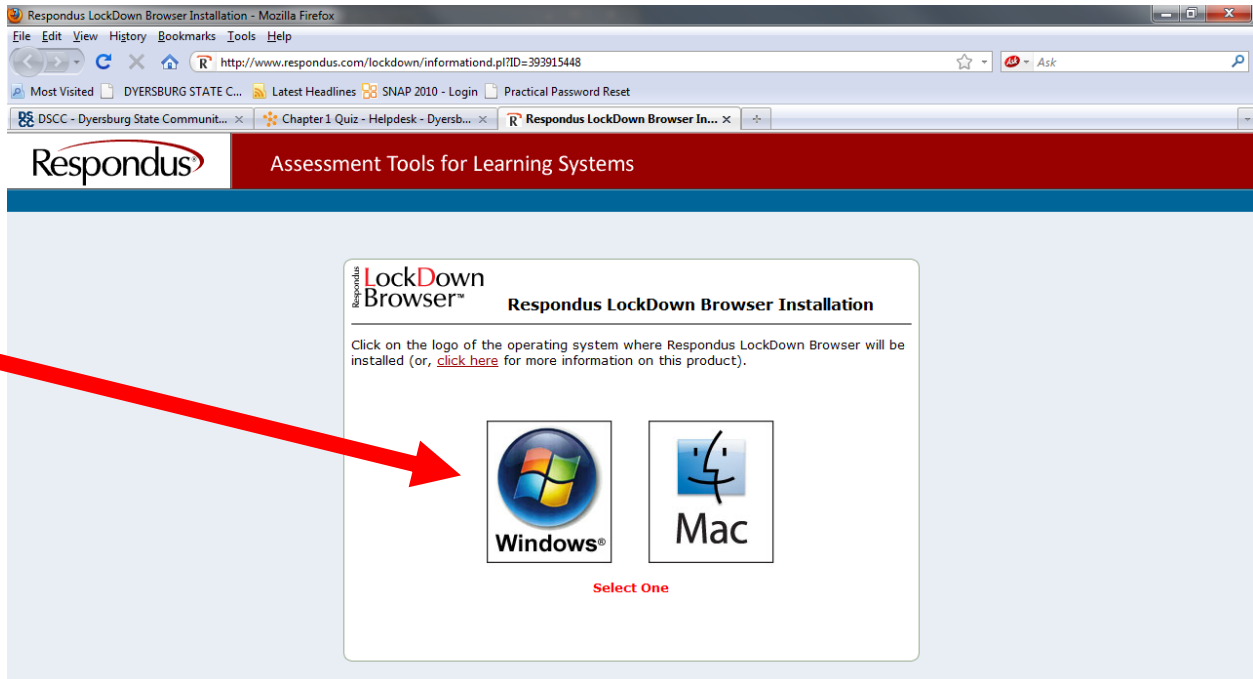 Respondus LockDown Browser Installation - Mozilla Firefox
File Edit View History Bookmarks Tools Help
http://www.respondus.com/lockdown/informationd.pl?ID=393915448
Ask
Most Visited DYERSBURG STATE C... Latest Headlines SNAP 2010 - Login Practical Password Reset
DSCC - Dyersburg State Communit... Chapter 1 Quiz - Helpdesk - Dyersb... Respondus LockDown Browser In...
Respondus Assessment Tools for Learning Systems
Respondus LockDown Browser™
Respondus LockDown Browser Installation
Click on the logo of the operating system where Respondus LockDown Browser will be
installed (or, click here for more information on this product).
Windows® Mac
Select One